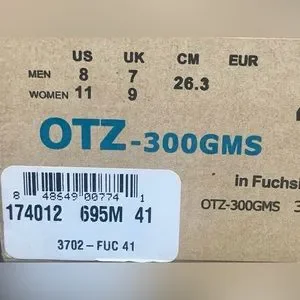 US UK CM EUR
MEN 8 7 26.3
WOMEN 11 9
OTZ-300GMS
in Fuchsi
OTZ-300GMS 3
8 48649 00774 1
174012 695M 41
3702-FUC 41